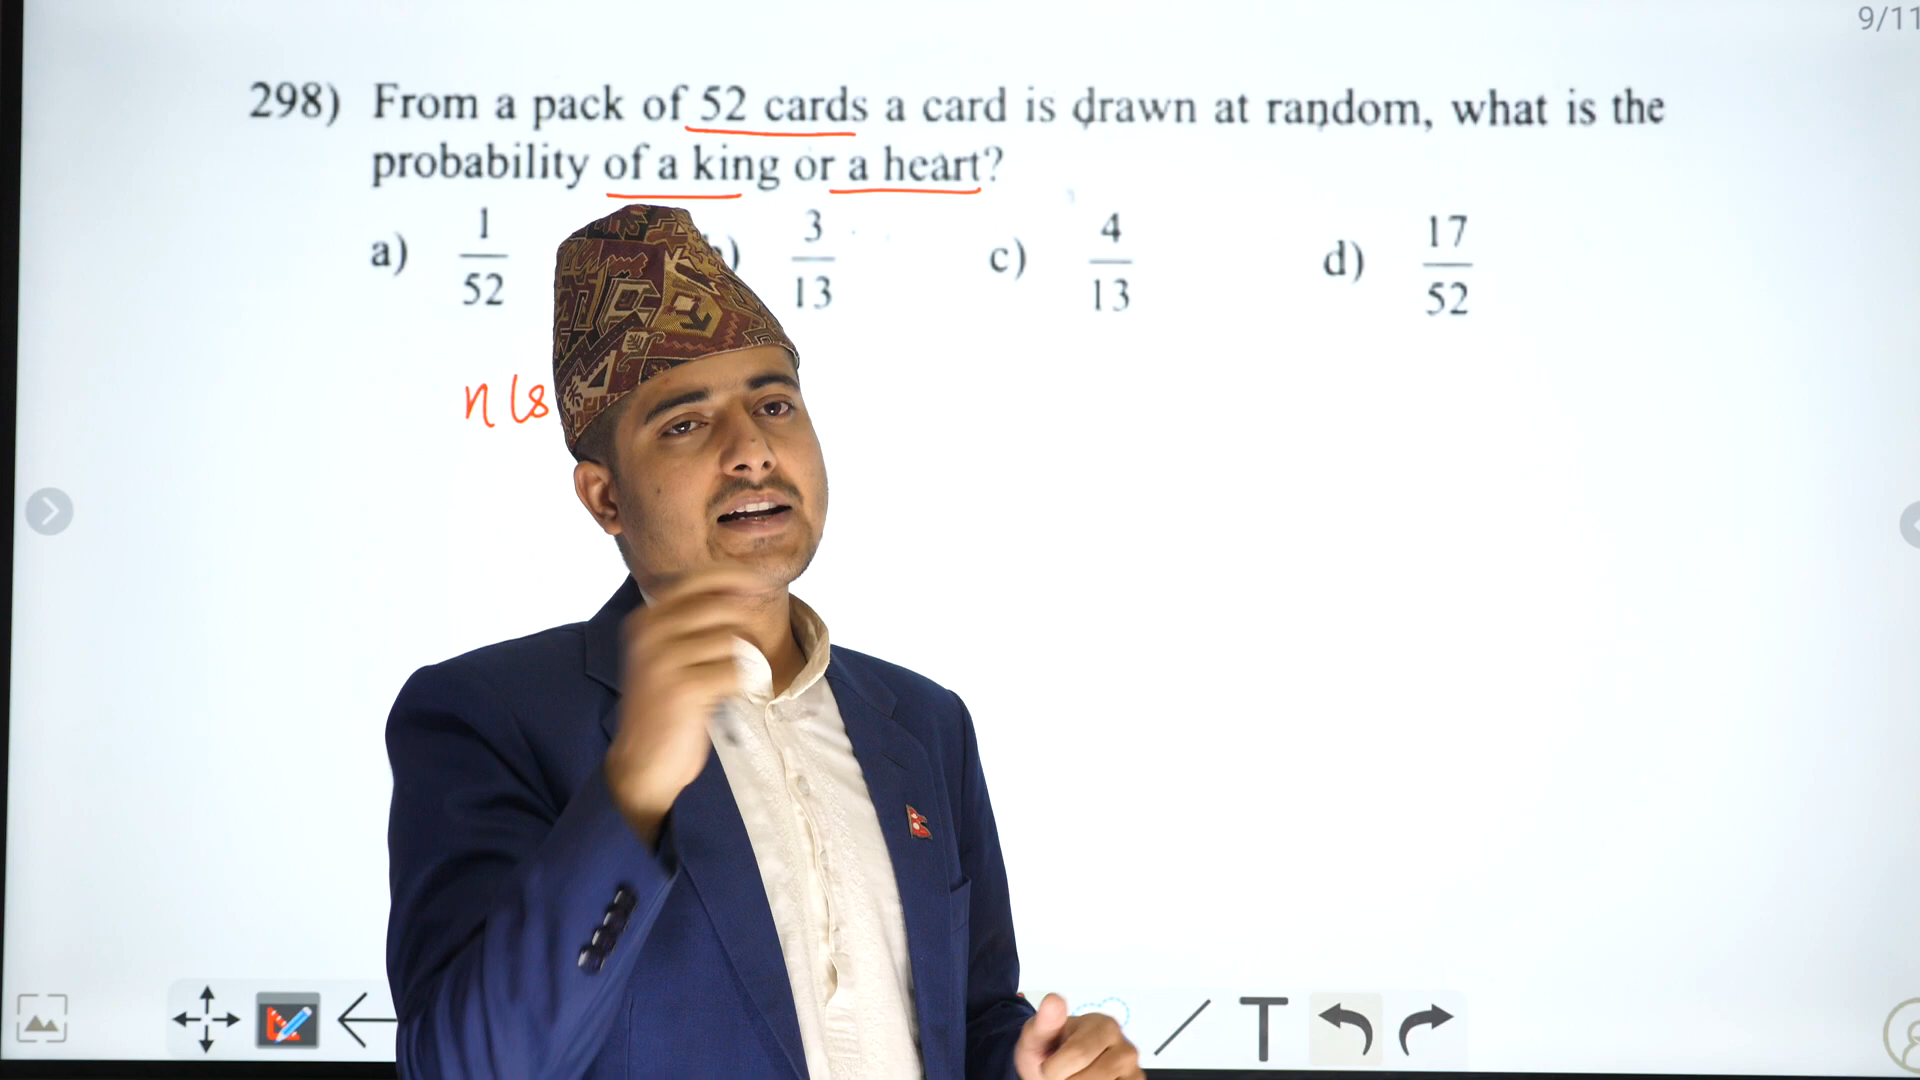 9/11
298) From a pack of 52 cards a card is drawn at random, what is the
probability of a king or a heart?
a) 1/52 b) 3/13 c) 4/13 d) 17/52
n(s
T